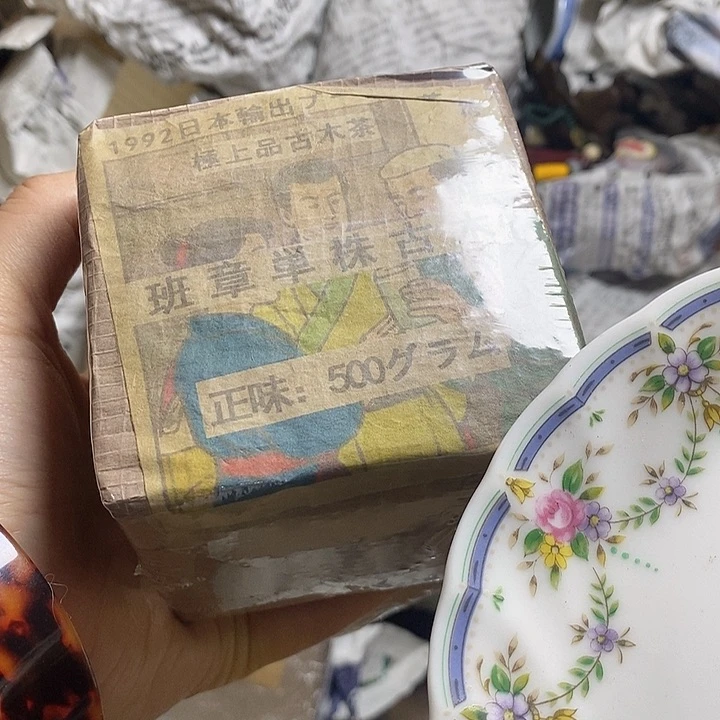 1992日本輸出プ
極上品古木茶
班章単株古
正味: 500グラム